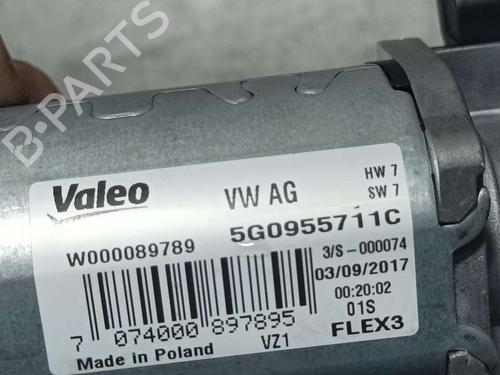 B-PARTS
Valeo
VW AG
HW 7
SW 7
W000089789
5G0955711C
3/S-000074
03/09/2017
00:20:02
01S
7 074000 897895
VZ1
FLEX3
Made in Poland